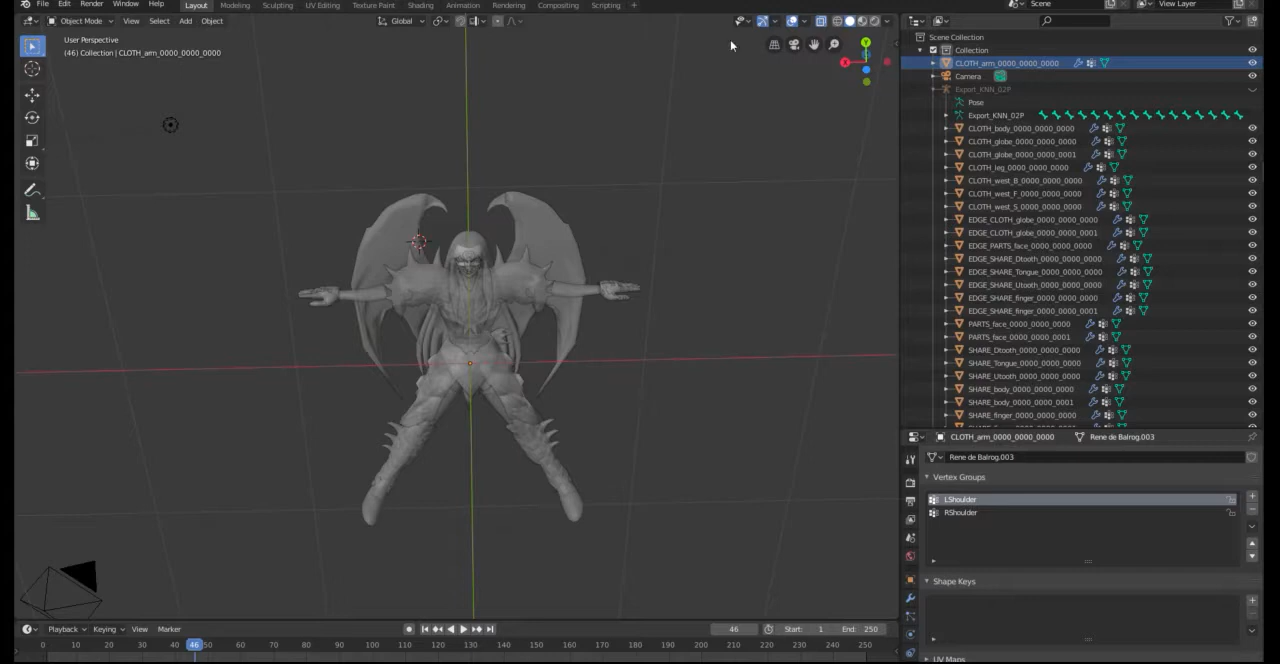 File Edit Render Window Help Layout Modeling Sculpting UV Editing Texture Paint Shading Animation Rendering Compositing Scripting + Scene View Layer
Object Mode View Select Add Object Global
User Perspective
(46) Collection | CLOTH_arm_0000_0000_0000
Y
X
Scene Collection
Collection
CLOTH_arm_0000_0000_0000
Camera
Export_KNN_02P
Pose
Export_KNN_02P
CLOTH_body_0000_0000_0000
CLOTH_globe_0000_0000_0000
CLOTH_globe_0000_0000_0001
CLOTH_leg_0000_0000_0000
CLOTH_west_B_0000_0000_0000
CLOTH_west_F_0000_0000_0000
CLOTH_west_S_0000_0000_0000
EDGE_CLOTH_globe_0000_0000_0000
EDGE_CLOTH_globe_0000_0000_0001
EDGE_PARTS_face_0000_0000_0000
EDGE_SHARE_Dtooth_0000_0000_0000
EDGE_SHARE_Tongue_0000_0000_0000
EDGE_SHARE_Utooth_0000_0000_0000
EDGE_SHARE_finger_0000_0000_0000
EDGE_SHARE_finger_0000_0000_0001
PARTS_face_0000_0000_0000
PARTS_face_0000_0000_0001
SHARE_Dtooth_0000_0000_0000
SHARE_Tongue_0000_0000_0000
SHARE_Utooth_0000_0000_0000
SHARE_body_0000_0000_0000
SHARE_body_0000_0000_0001
SHARE_finger_0000_0000_0000
CLOTH_arm_0000_0000_0000 Rene de Balrog.003
Rene de Balrog.003
Vertex Groups
LShoulder
RShoulder
Shape Keys
UV Maps
Playback Keying View Marker 46 Start: 1 End: 250
0 10 20 30 40 46 50 60 70 80 90 100 110 120 130 140 150 160 170 180 190 200 210 220 230 240 250